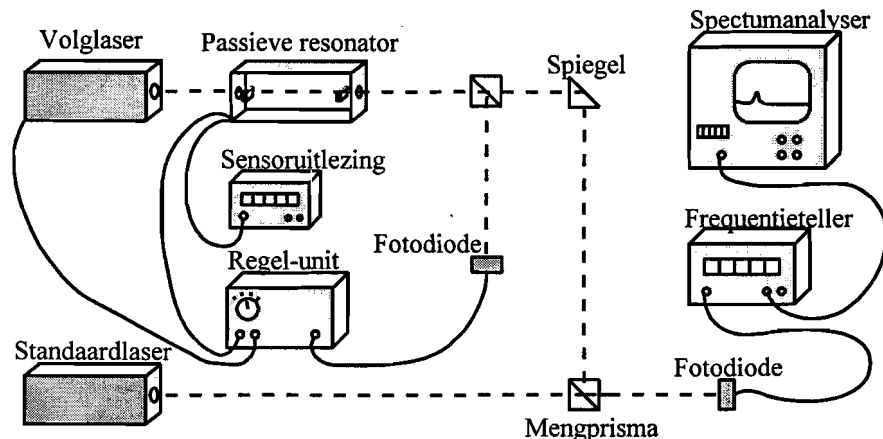 Volglaser
Passieve resonator
Spectumanalyser
Spiegel
Sensoruitlezing
Fotodiode
Frequentieteller
Regel-unit
Standaardlaser
Fotodiode
Mengprisma